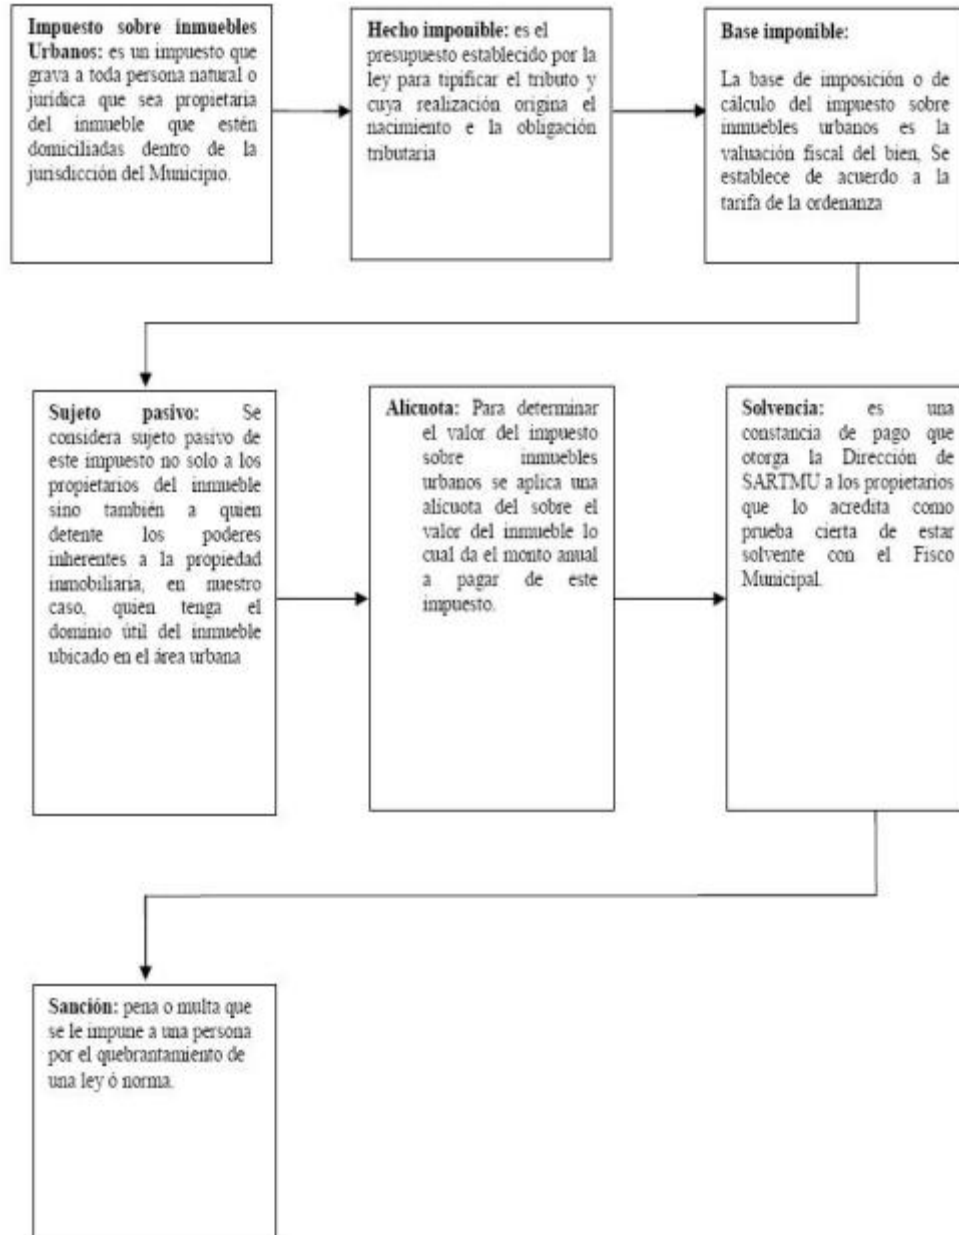 Impuesto sobre inmuebles
Urbanos: es un impuesto que
grava a toda persona natural o
jurídica que sea propietaria
del inmueble que estén
domiciliadas dentro de la
jurisdicción del Municipio.
Hecho imponible: es el
presupuesto establecido por la
ley para tipificar el tributo y
cuya realización origina el
nacimiento e la obligación
tributaria
Base imponible:
La base de imposición o de
cálculo del impuesto sobre
inmuebles urbanos es la
valuación fiscal del bien, Se
establece de acuerdo a la
tarifa de la ordenanza
Sujeto pasivo: Se
considera sujeto pasivo de
este impuesto no solo a los
propietarios del inmueble
sino también a quien
detente los poderes
inherentes a la propiedad
inmobiliaria, en nuestro
caso, quien tenga el
dominio útil del inmueble
ubicado en el área urbana
Alícuota: Para determinar
el valor del impuesto
sobre inmuebles
urbanos se aplica una
alícuota del sobre el
valor del inmueble lo
cual da el monto anual
a pagar de este
impuesto.
Solvencia: es una
constancia de pago que
otorga la Dirección de
SARTMU a los propietarios
que lo acredita como
prueba cierta de estar
solvente con el Fisco
Municipal.
Sanción: pena o multa que
se le impune a una persona
por el quebrantamiento de
una ley ó norma.